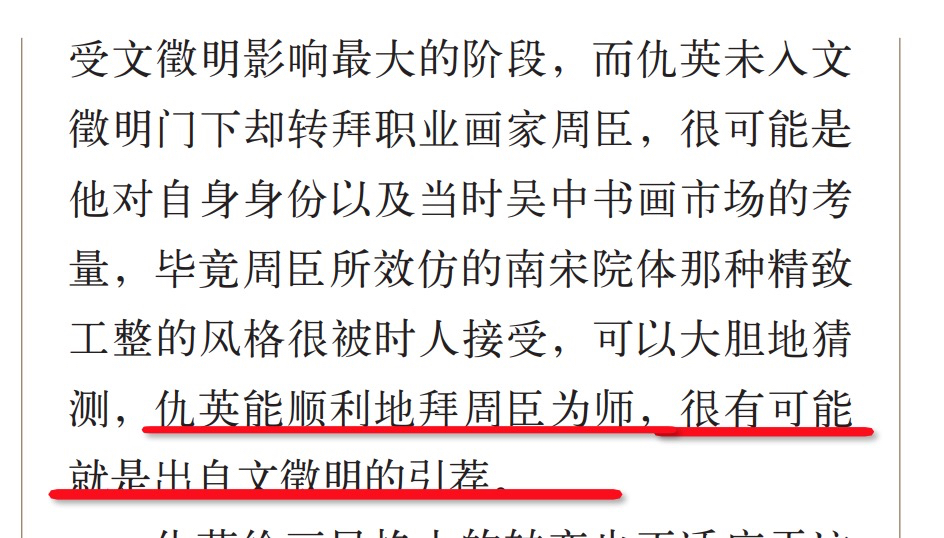 受文徵明影响最大的阶段，而仇英未入文
徵明门下却转拜职业画家周臣，很可能是
他对自身身份以及当时吴中书画市场的考
量，毕竟周臣所效仿的南宋院体那种精致
工整的风格很被时人接受，可以大胆地猜
测，仇英能顺利地拜周臣为师，很有可能
就是出自文徵明的引荐。